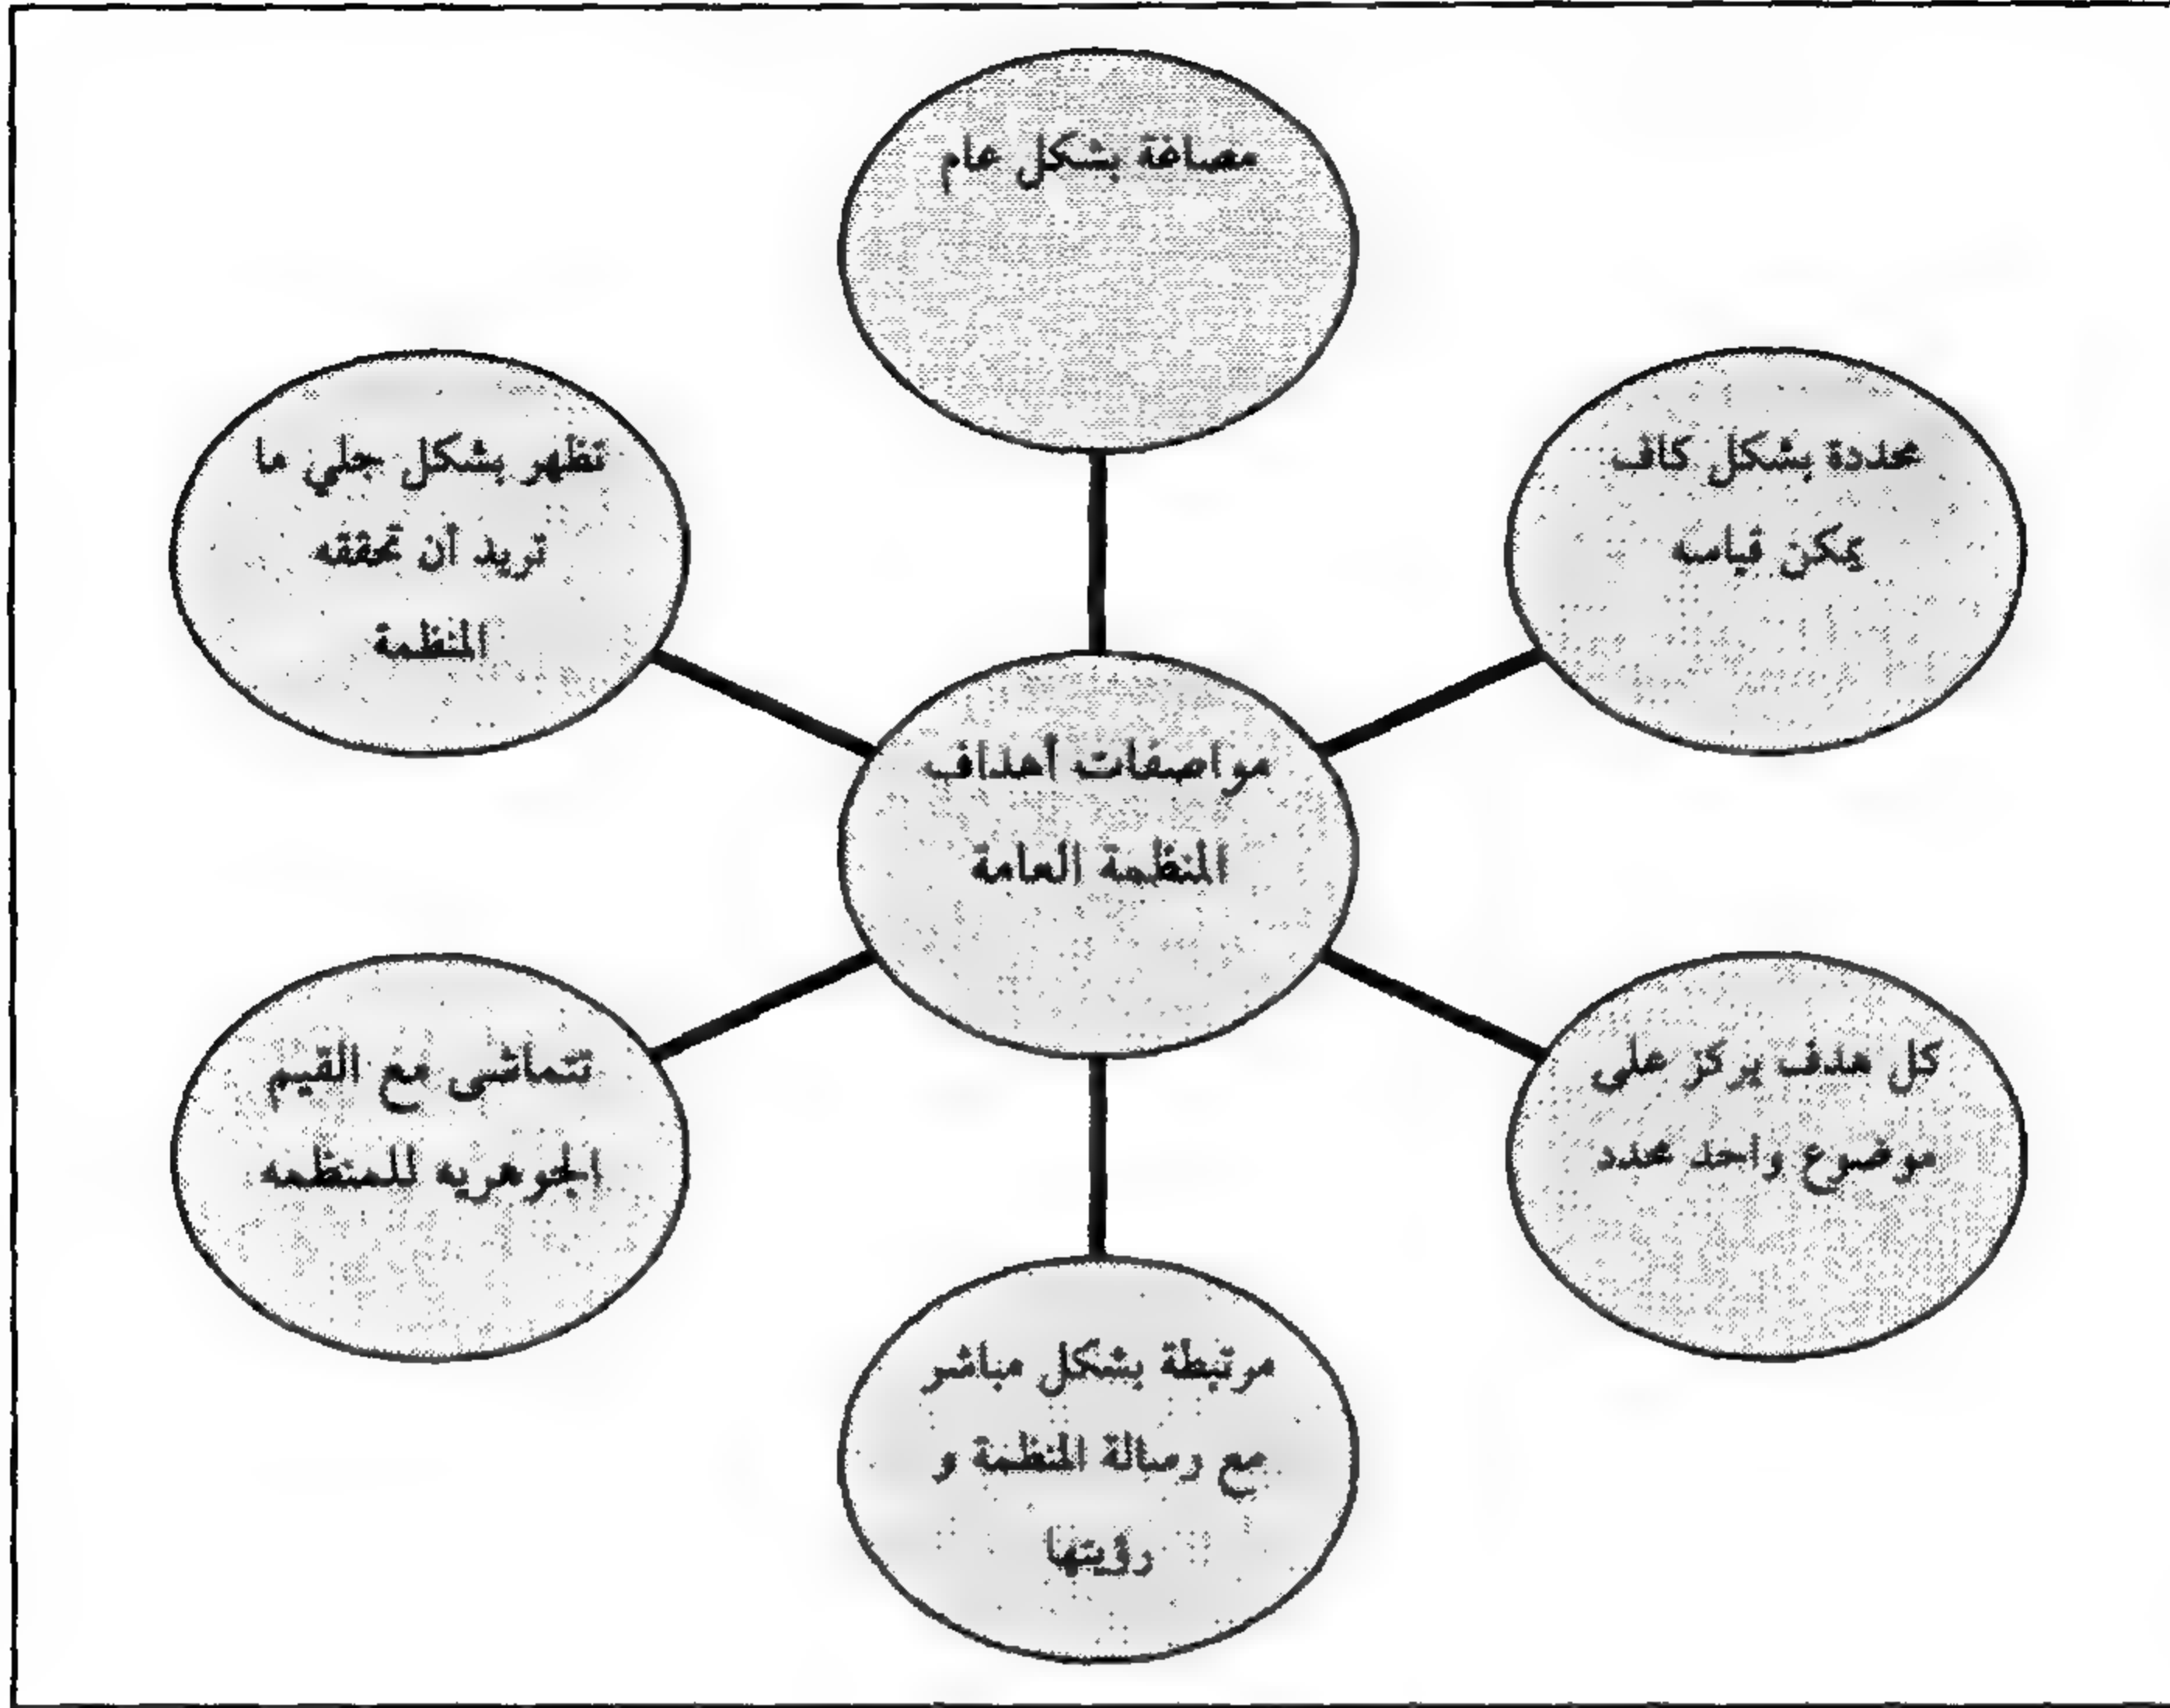 مصاغة بشكل عام
محددة بشكل كاف
يمكن قياسه
كل هدف يركز على
موضوع واحد محدد
مرتبطة بشكل مباشر
مع رسالة المنظمة و
رؤيتها
تتماشى مع القيم
الجوهريه للمنظمه
تظهر بشكل جلي ما
تريد أن تحققه
المنظمة
مواصفات أهداف
المنظمة العامة